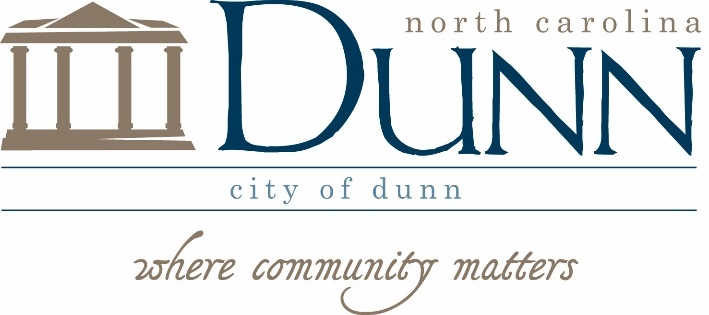 north carolina
DUNN
city of dunn
where community matters